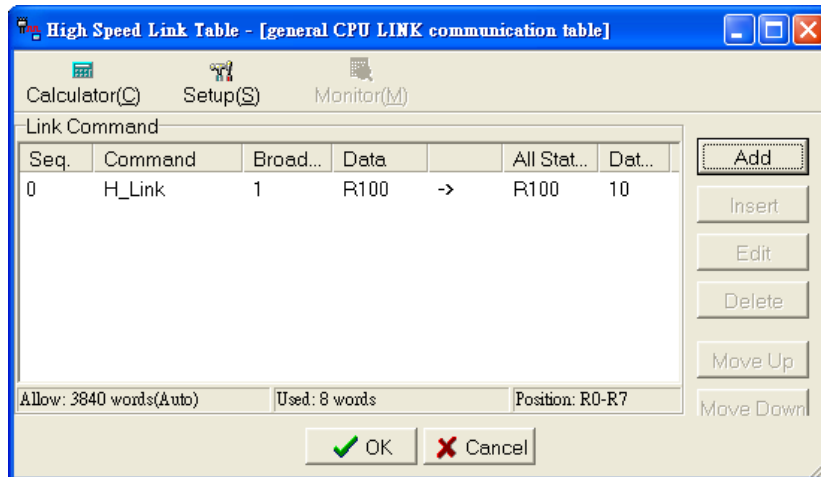 High Speed Link Table - [general CPU LINK communication table]
Calculator(C) Setup(S) Monitor(M)
Link Command
Seq. Command Broad... Data All Stat... Dat...
0 H_Link 1 R100 -> R100 10
Add
Insert
Edit
Delete
Move Up
Move Down
Allow: 3840 words(Auto) Used: 8 words Position: R0-R7
OK Cancel